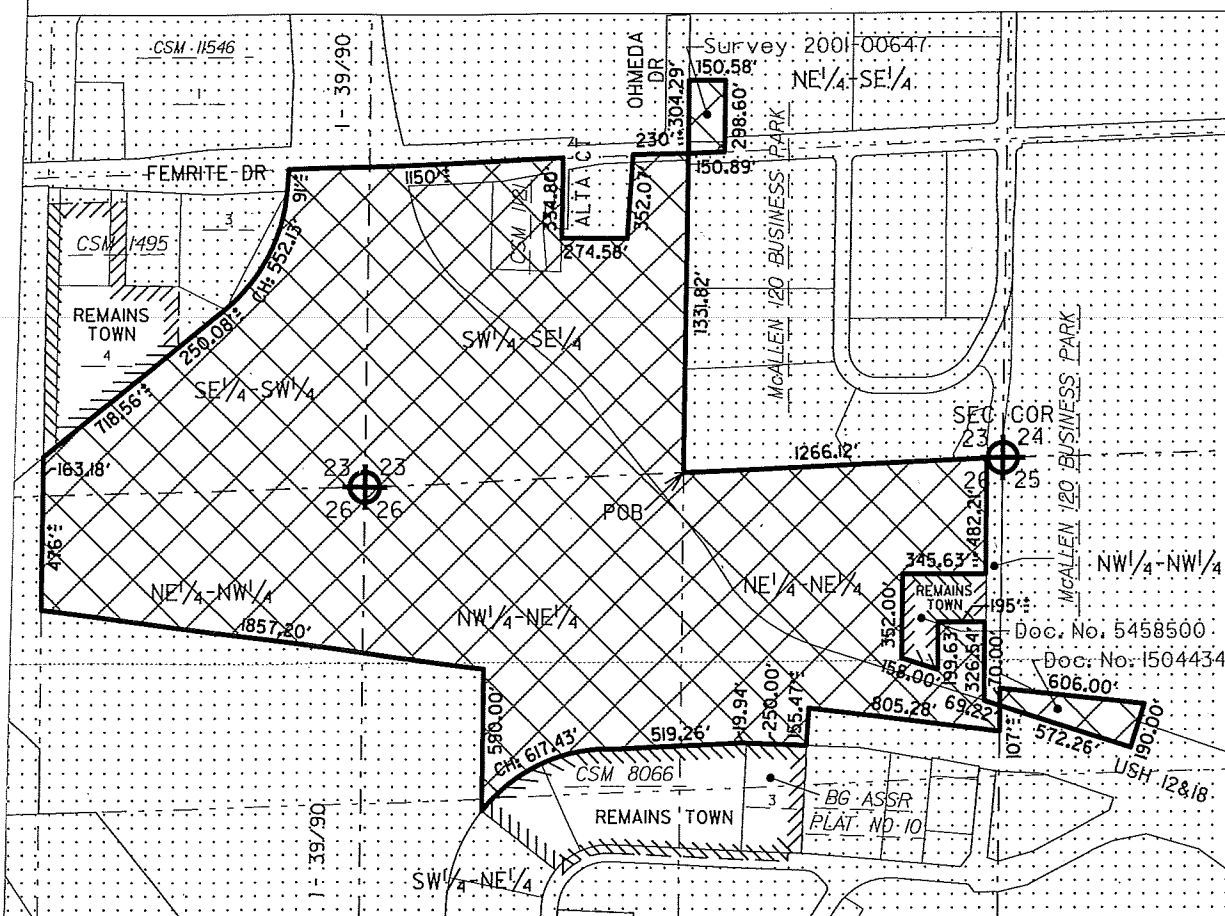 CSM 11546
1
I-39/90
OHMEDA
DR
304.29'
Survey 2001-00647
150.58'
NE1/4-SE1/4
298.60'
230'±
150.89'
FEMRITE DR
91'±
1150'±
334.80'
ALTA CT
352.07'
CSM 1121
274.58'
McALLEN 120 BUSINESS PARK
3
CSM 1495
CH: 552.13'
REMAINS
TOWN
4
250.08'±
1331.82'
SW1/4-SE1/4
SE1/4-SW1/4
718.56'±
McALLEN 120 BUSINESS PARK
SEC COR
23 24
26 25
1266.12'
163.18'
23 23
26 26
POB
476'±
482.21'
345.63'±
NW1/4-NW1/4
NE1/4-NW1/4
NW1/4-NE1/4
NE1/4-NE1/4
REMAINS
TOWN
195'±
352.00'
199.63'
326.54'
70.00'
Doc. No. 5458500
Doc. No. 1504434
1857.20'
158.00'
606.00'
805.28'
69.22'
107'±
572.26'
190.00'
USH 12&18
590.00'
CH: 617.43'
519.26'
19.94'
250.00'
155.47'±
CSM 8066
3
BG ASSR
PLAT NO 10
REMAINS TOWN
I-39/90
SW1/4-NE1/4